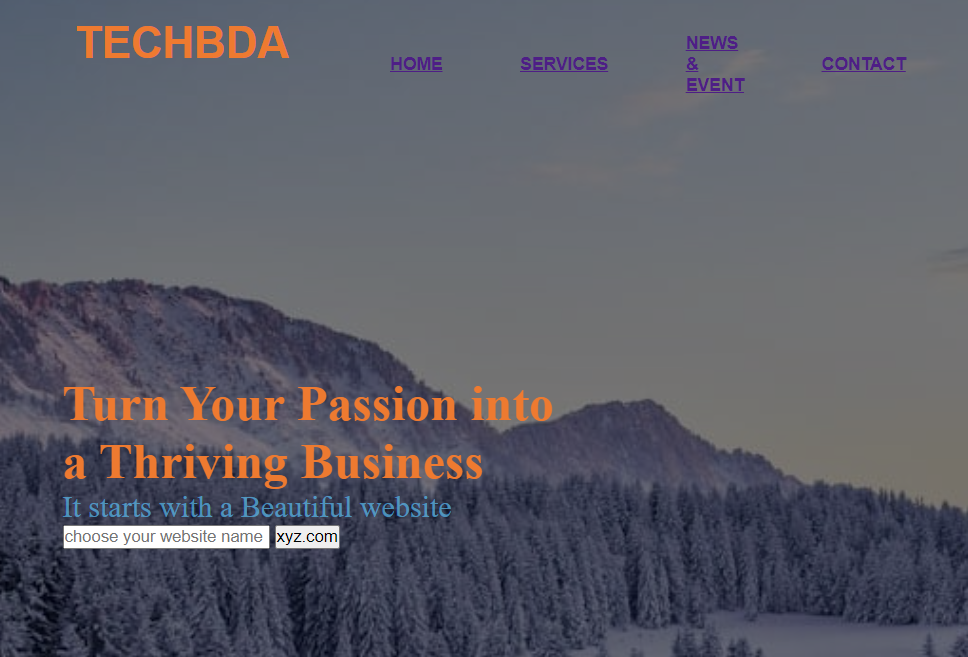 TECHBDA
HOME
SERVICES
NEWS
&
EVENT
CONTACT
Turn Your Passion into
a Thriving Business
It starts with a Beautiful website
choose your website name
xyz.com